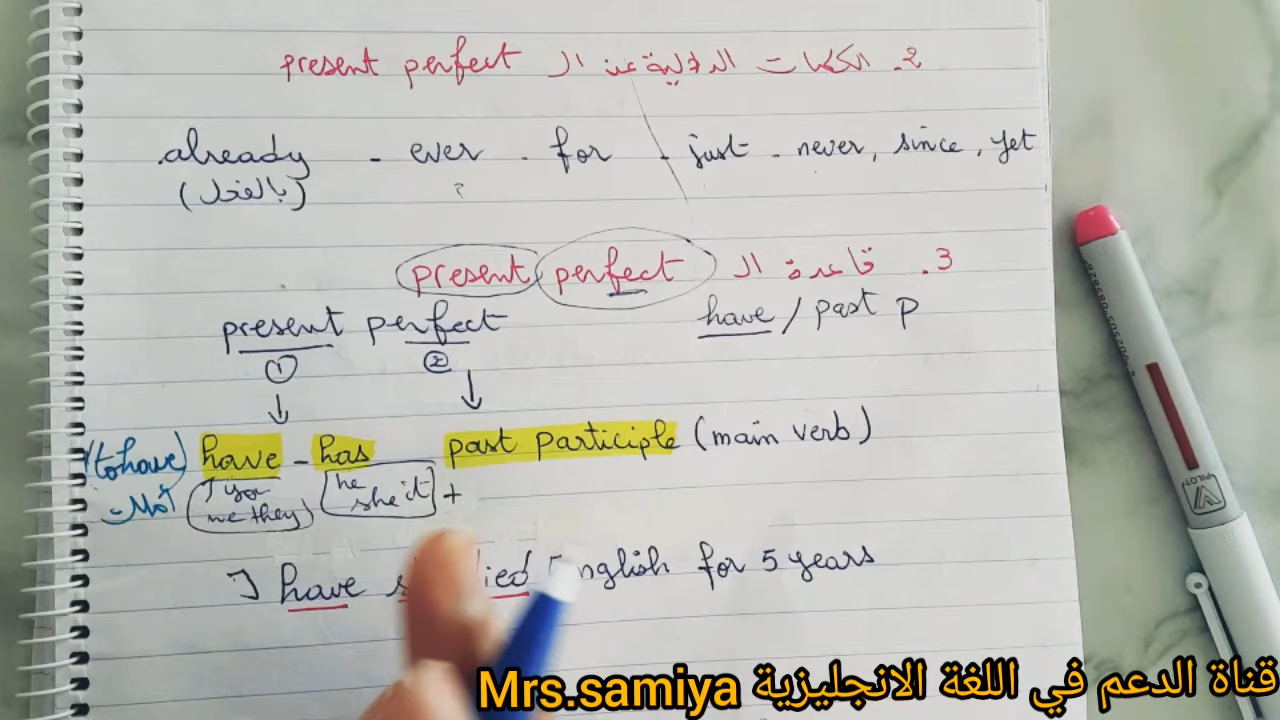 2. الكلمات الدالية عن ال present perfect
already - ever - for - just - never, since, yet
(بالفعل) ?
3. قاعدة ال present perfect
present perfect have / past p
① ②
(to have) have - has past participle (main verb)
I you he
we they she it +
I have English for 5 years
Mrs.samiya قناة الدعم في اللغة الانجليزية
PILOT